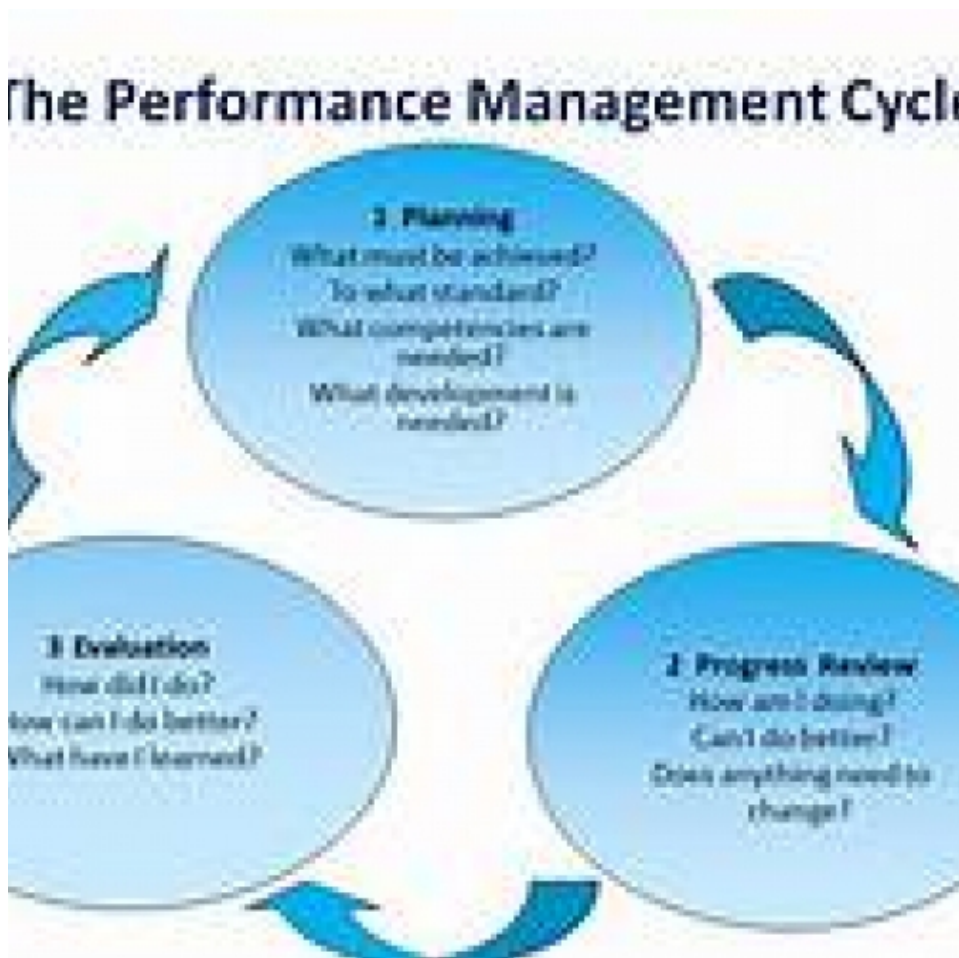 The Performance Management Cycle
1 Planning
What must be achieved?
To what standard?
What competencies are
needed?
What development is
needed?
3 Evaluation
How did I do?
How can I do better?
What have I learned?
2 Progress Review
How am I doing?
Can I do better?
Does anything need to
change?